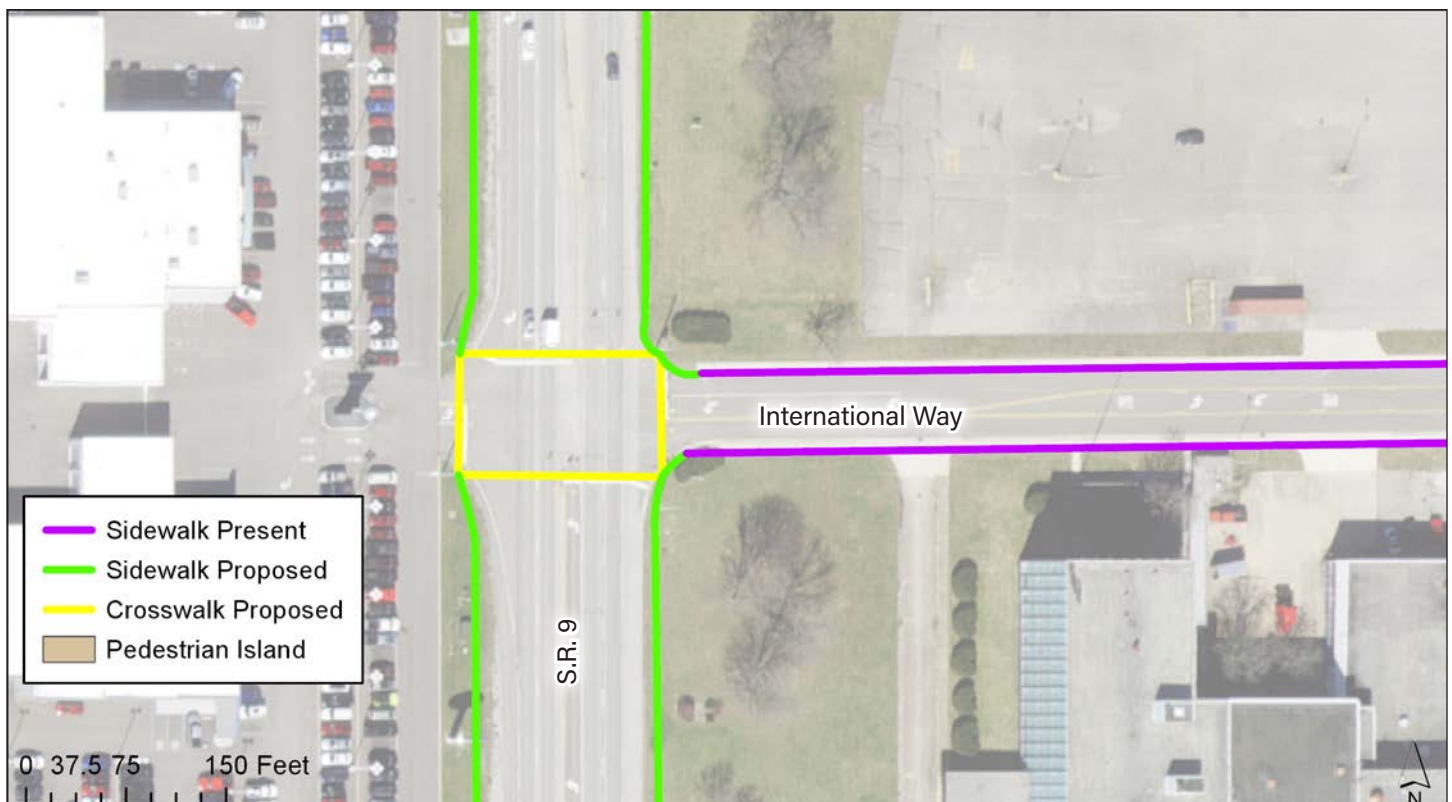 International Way
Sidewalk Present
Sidewalk Proposed
Crosswalk Proposed
Pedestrian Island
S.R. 9
0 37.5 75 150 Feet
N